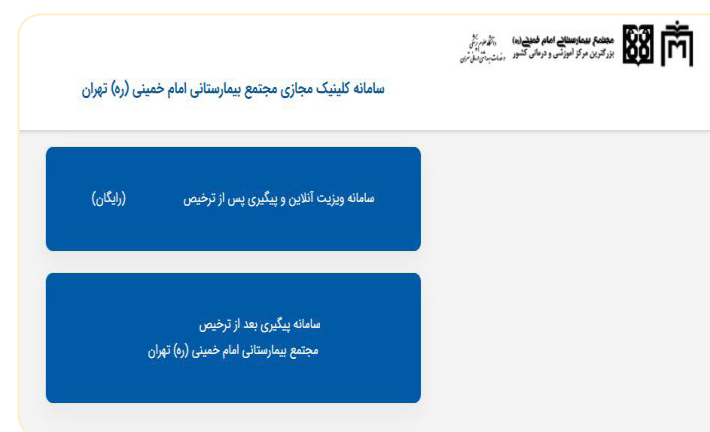 مجتمع بیمارستانی امام خمینی(ره)
بزرگترین مرکز آموزشی و درمانی کشور
سامانه کلینیک مجازی مجتمع بیمارستانی امام خمینی (ره) تهران
سامانه ویزیت آنلاین و پیگیری پس از ترخیص (رایگان)
سامانه پیگیری بعد از ترخیص
مجتمع بیمارستانی امام خمینی (ره) تهران